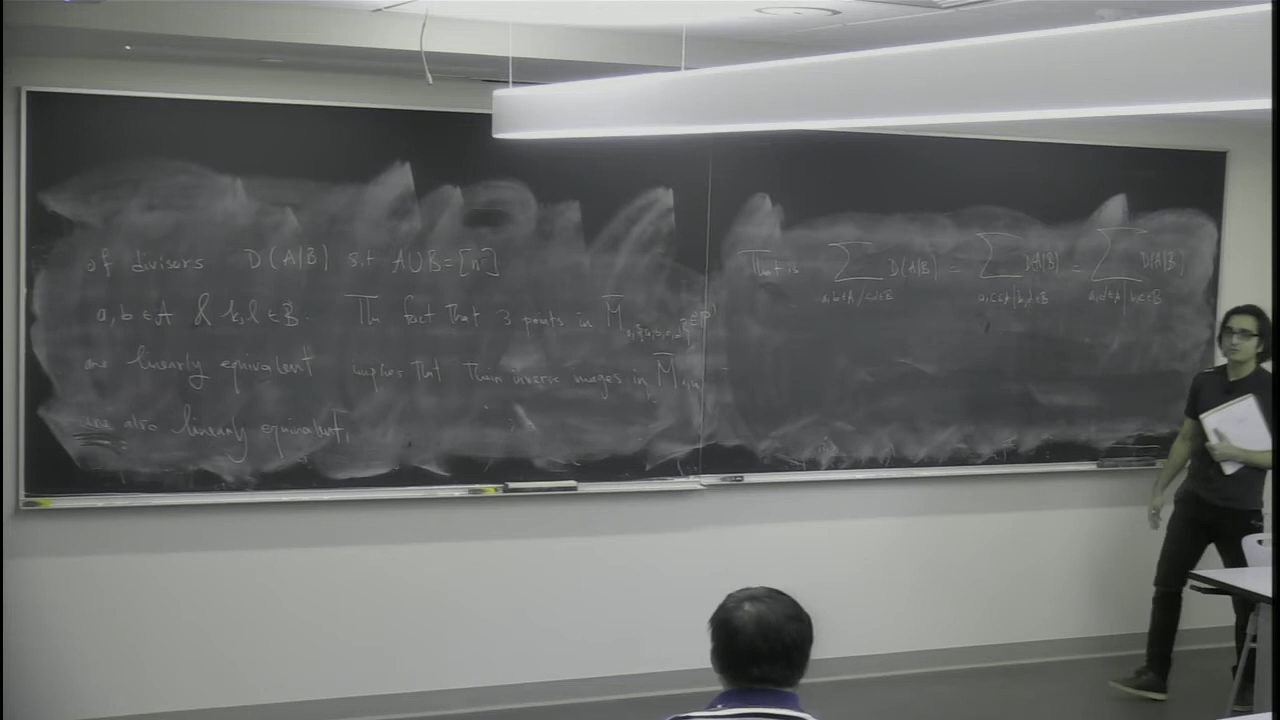 of divisors D(A|B) s.t A∪B=[n]
a,b ∈ A & k,l ∈ B. The fact that 3 points in M̄
are linearly equivalent implies that their inverse images in M̄
are also linearly equivalent,
That is ∑ D(A|B) = ∑ D(A|B) = ∑ D(A|B)
a,b∈A / c,d∈B a,c∈A | b,d∈B a,d∈A | b,c∈B